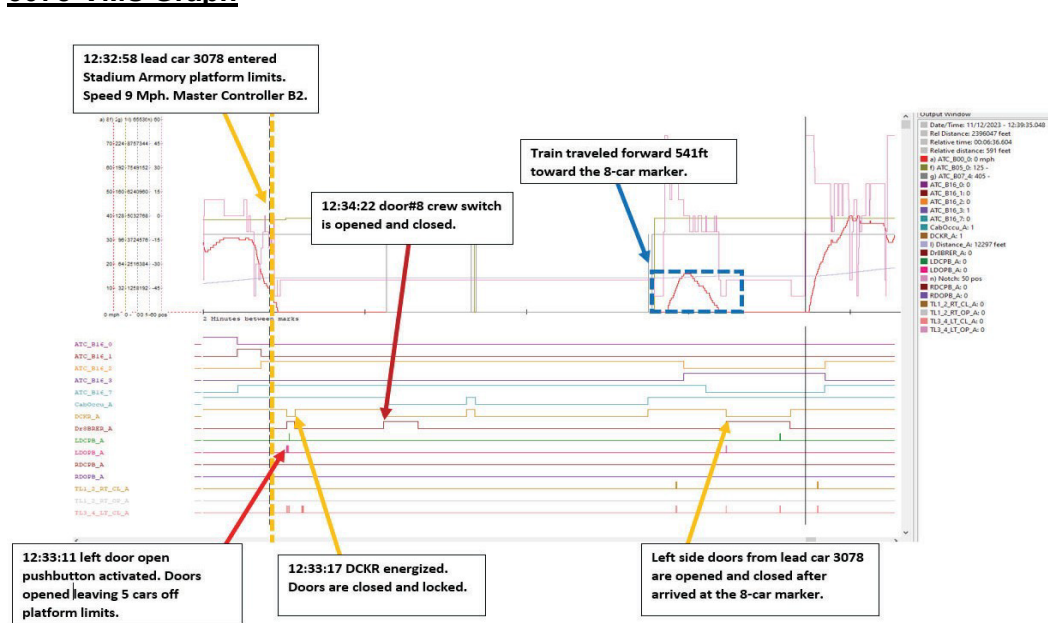 12:32:58 lead car 3078 entered
Stadium Armory platform limits.
Speed 9 Mph. Master Controller B2.
Train traveled forward 541ft
toward the 8-car marker.
12:34:22 door#8 crew switch
is opened and closed.
2 Minutes between marks
Output Window
Date/Time: 11/12/2023 - 12:39:35.048
Rel Distance: 2396047 feet
Relative time: 00:06:36.604
Relative distance: 591 feet
a) ATC_B00_0: 0 mph
f) ATC_B05_0: 125 -
g) ATC_B07_4: 405 -
ATC_B16_0: 0
ATC_B16_1: 0
ATC_B16_2: 0
ATC_B16_3: 1
ATC_B16_7: 0
CabOccu_A: 1
DCKR_A: 1
l) Distance_A: 12297 feet
DrSBRER_A: 0
LDCPB_A: 0
LDOPB_A: 0
n) Notch: 50 pos
RDCPB_A: 0
RDOPB_A: 0
TL1_2_RT_CL_A: 0
TL1_2_RT_OP_A: 0
TL3_4_LT_CL_A: 0
TL3_4_LT_OP_A: 0
ATC_B16_0
ATC_B16_1
ATC_B16_2
ATC_B16_3
ATC_B16_7
CabOccu_A
DCKR_A
DrSBRER_A
LDCPB_A
LDOPB_A
RDCPB_A
RDOPB_A
TL1_2_RT_CL_A
TL1_2_RT_OP_A
TL3_4_LT_CL_A
12:33:11 left door open
pushbutton activated. Doors
opened leaving 5 cars off
platform limits.
12:33:17 DCKR energized.
Doors are closed and locked.
Left side doors from lead car 3078
are opened and closed after
arrived at the 8-car marker.